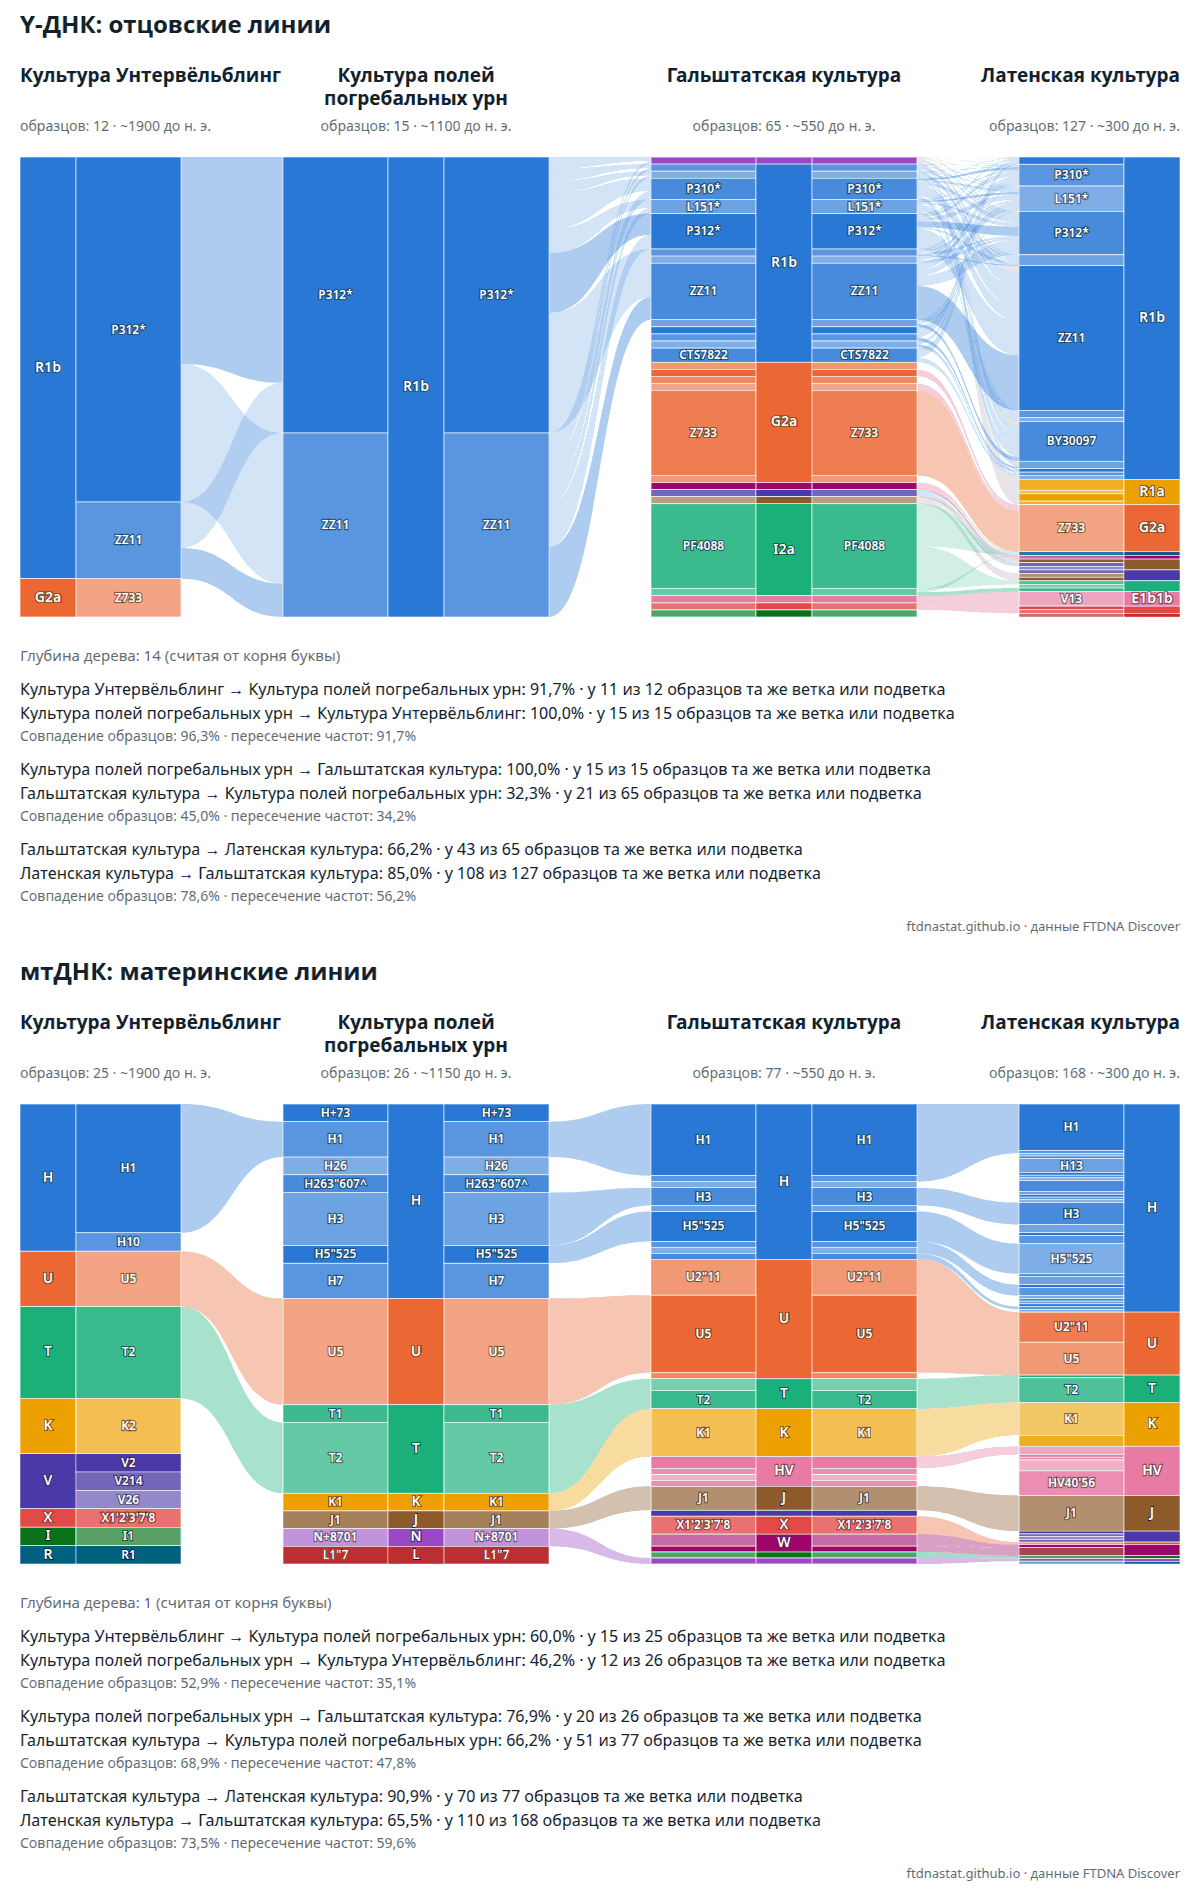 Y-ДНК: отцовские линии
Культура Унтервёльблинг
Культура полей
погребальных урн
Гальштатская культура
Латенская культура
образцов: 12 · ~1900 до н. э.
образцов: 15 · ~1100 до н. э.
образцов: 65 · ~550 до н. э.
образцов: 127 · ~300 до н. э.
R1b
G2a
P312*
ZZ11
Z733
P312*
ZZ11
R1b
P312*
ZZ11
P310*
L151*
P312*
ZZ11
CTS7822
Z733
PF4088
R1b
G2a
I2a
P310*
L151*
P312*
ZZ11
CTS7822
Z733
PF4088
P310*
L151*
P312*
ZZ11
BY30097
Z733
V13
R1b
R1a
G2a
E1b1b
Глубина дерева: 14 (считая от корня буквы)
Культура Унтервёльблинг → Культура полей погребальных урн: 91,7% · у 11 из 12 образцов та же ветка или подветка
Культура полей погребальных урн → Культура Унтервёльблинг: 100,0% · у 15 из 15 образцов та же ветка или подветка
Совпадение образцов: 96,3% · пересечение частот: 91,7%
Культура полей погребальных урн → Гальштатская культура: 100,0% · у 15 из 15 образцов та же ветка или подветка
Гальштатская культура → Культура полей погребальных урн: 32,3% · у 21 из 65 образцов та же ветка или подветка
Совпадение образцов: 45,0% · пересечение частот: 34,2%
Гальштатская культура → Латенская культура: 66,2% · у 43 из 65 образцов та же ветка или подветка
Латенская культура → Гальштатская культура: 85,0% · у 108 из 127 образцов та же ветка или подветка
Совпадение образцов: 78,6% · пересечение частот: 56,2%
ftdnastat.github.io · данные FTDNA Discover
мтДНК: материнские линии
Культура Унтервёльблинг
Культура полей
погребальных урн
Гальштатская культура
Латенская культура
образцов: 25 · ~1900 до н. э.
образцов: 26 · ~1150 до н. э.
образцов: 77 · ~550 до н. э.
образцов: 168 · ~300 до н. э.
H
U
T
K
V
X
I
R
H1
H10
U5
T2
K2
V2
V214
V26
X1'2'3'7'8
I1
R1
H+73
H1
H26
H263"607^
H3
H5"525
H7
U5
T1
T2
K1
J1
N+8701
L1"7
H
U
T
K
J
N
L
H+73
H1
H26
H263"607^
H3
H5"525
H7
U5
T1
T2
K1
J1
N+8701
L1"7
H1
H3
H5"525
U2"11
U5
T2
K1
J1
X1'2'3'7'8
H
U
T
K
HV
J
X
W
H1
H3
H5"525
U2"11
U5
T2
K1
J1
X1'2'3'7'8
H1
H13
H3
H5"525
U2"11
U5
T2
K1
HV40'56
J1
H
U
T
K
HV
J
Глубина дерева: 1 (считая от корня буквы)
Культура Унтервёльблинг → Культура полей погребальных урн: 60,0% · у 15 из 25 образцов та же ветка или подветка
Культура полей погребальных урн → Культура Унтервёльблинг: 46,2% · у 12 из 26 образцов та же ветка или подветка
Совпадение образцов: 52,9% · пересечение частот: 35,1%
Культура полей погребальных урн → Гальштатская культура: 76,9% · у 20 из 26 образцов та же ветка или подветка
Гальштатская культура → Культура полей погребальных урн: 66,2% · у 51 из 77 образцов та же ветка или подветка
Совпадение образцов: 68,9% · пересечение частот: 47,8%
Гальштатская культура → Латенская культура: 90,9% · у 70 из 77 образцов та же ветка или подветка
Латенская культура → Гальштатская культура: 65,5% · у 110 из 168 образцов та же ветка или подветка
Совпадение образцов: 73,5% · пересечение частот: 59,6%
ftdnastat.github.io · данные FTDNA Discover